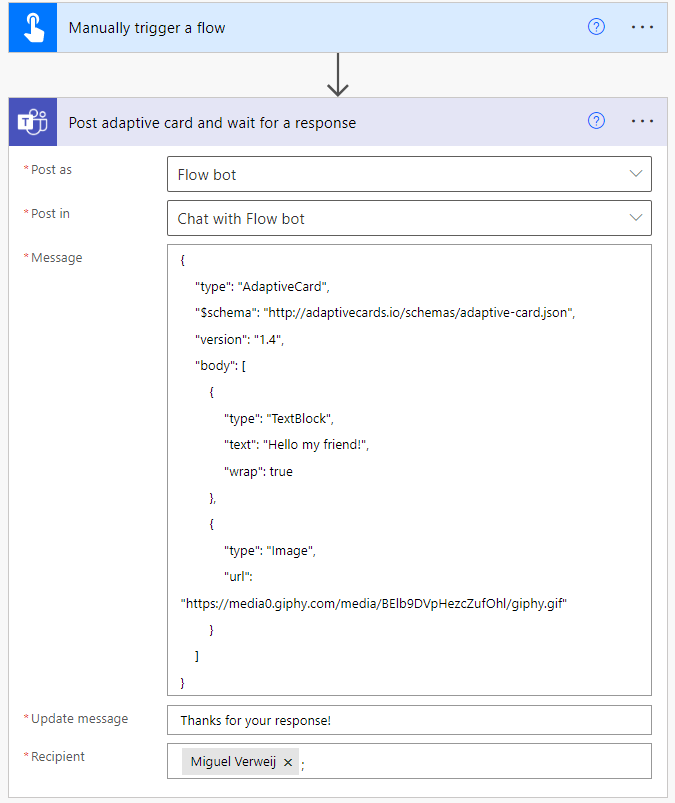 Manually trigger a flow
Post adaptive card and wait for a response
* Post as
Flow bot
* Post in
Chat with Flow bot
* Message
{
"type": "AdaptiveCard",
"$schema": "http://adaptivecards.io/schemas/adaptive-card.json",
"version": "1.4",
"body": [
{
"type": "TextBlock",
"text": "Hello my friend!",
"wrap": true
},
{
"type": "Image",
"url":
"https://media0.giphy.com/media/BElb9DVpHezcZufOhl/giphy.gif"
}
]
}
* Update message
Thanks for your response!
* Recipient
Miguel Verweij × ;